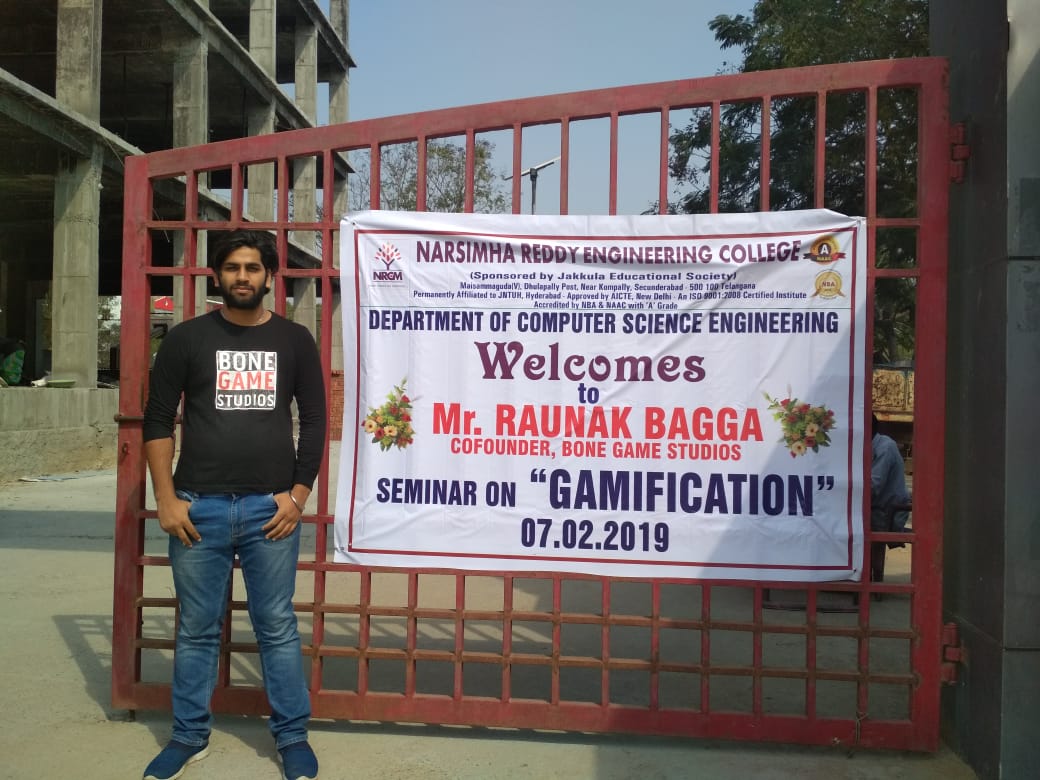 BONE
GAME
STUDIOS
NRCM
NARSIMHA REDDY ENGINEERING COLLEGE
(Sponsored by Jakkula Educational Society)
Maisammaguda(V), Dhulapally Post, Near Kompally, Secunderabad - 500 100 Telangana
Permanently Affiliated to JNTUH, Hyderabad - Approved by AICTE, New Delhi - An ISO 9001:2008 Certified Institute
Accredited by NBA & NAAC with 'A' Grade
A
NAAC
NBA
DEPARTMENT OF COMPUTER SCIENCE ENGINEERING
Welcomes
to
Mr. RAUNAK BAGGA
COFOUNDER, BONE GAME STUDIOS
SEMINAR ON "GAMIFICATION"
07.02.2019